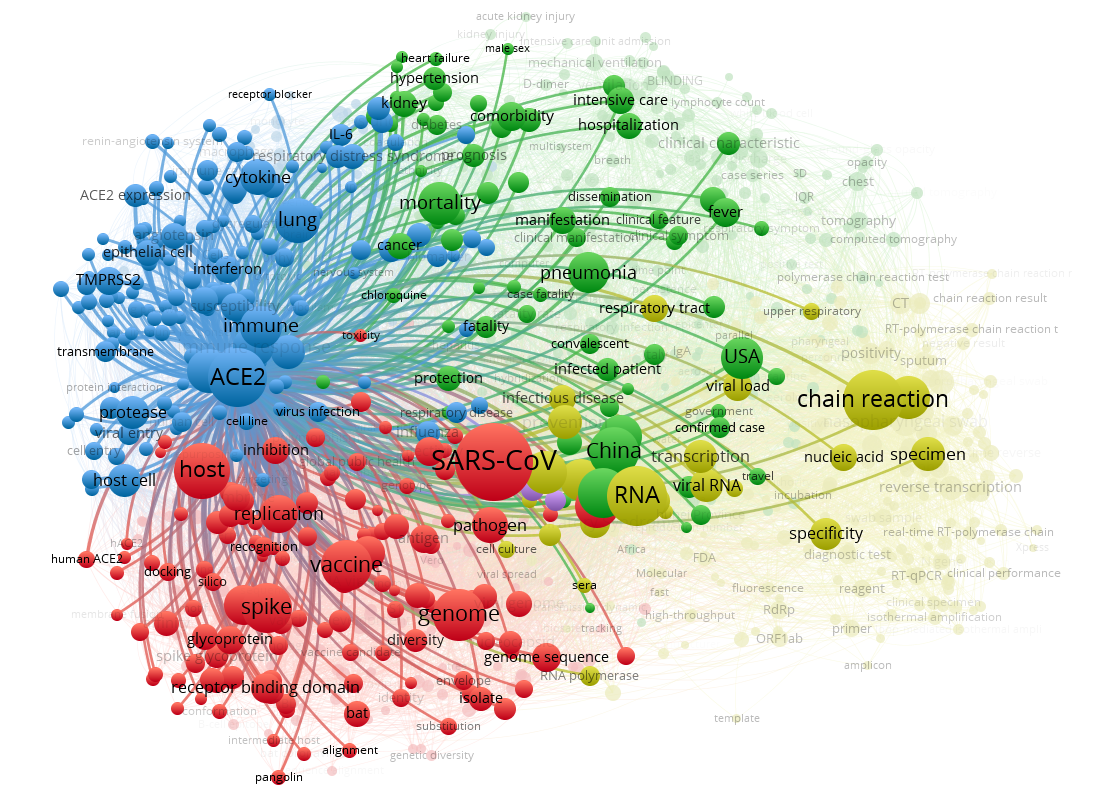 acute kidney injury
kidney injury
intensive care unit admission
male sex
heart failure
mechanical ventilation
hypertension
D-dimer
BLINDING
receptor blocker
kidney
intensive care
lymphocyte count
comorbidity
diabetes
hospitalization
IL-6
renin-angiotensin system
multisystem
clinical characteristic
respiratory distress syndrome
prognosis
breath
opacity
cytokine
case series
SD
chest
ACE2 expression
mortality
dissemination
IQR
lung
manifestation
clinical feature
fever
tomography
angiotensin
clinical manifestation
clinical symptom
respiratory symptom
computed tomography
epithelial cell
cancer
interferon
nervous system
pneumonia
TMPRSS2
polymerase chain reaction test
chloroquine
case fatality
CT
chain reaction result
susceptibility
respiratory tract
upper respiratory
immune
fatality
respiratory infection
RT-polymerase chain reaction t
toxicity
parallel
pharyngeal
negative result
transmembrane
convalescent
IgA
USA
positivity
sputum
ACE2
protection
infected patient
protein interaction
viral load
infectious disease
chain reaction
protease
virus infection
respiratory disease
government
cell line
prevention
confirmed case
nasopharyngeal swab
viral entry
influenza
cell entry
inhibition
China
SARS-CoV
global public health
transcription
nucleic acid
specimen
host
host cell
genotype
viral RNA
travel
reverse transcription
RNA
incubation
replication
pathogen
specificity
real-time RT-polymerase chain
antigen
recognition
cell culture
Africa
diagnostic test
Xpress
human ACE2
vaccine
FDA
docking
viral spread
Molecular
RT-qPCR
clinical performance
silico
sera
fast
fluorescence
reagent
spike
genome
high-throughput
RdRp
clinical specimen
isothermal amplification
tracking
primer
glycoprotein
diversity
ORF1ab
spike glycoprotein
vaccine candidate
genome sequence
amplicon
receptor binding domain
envelope
RNA polymerase
identity
isolate
conformation
bat
template
substitution
intermediate host
alignment
genetic diversity
pangolin